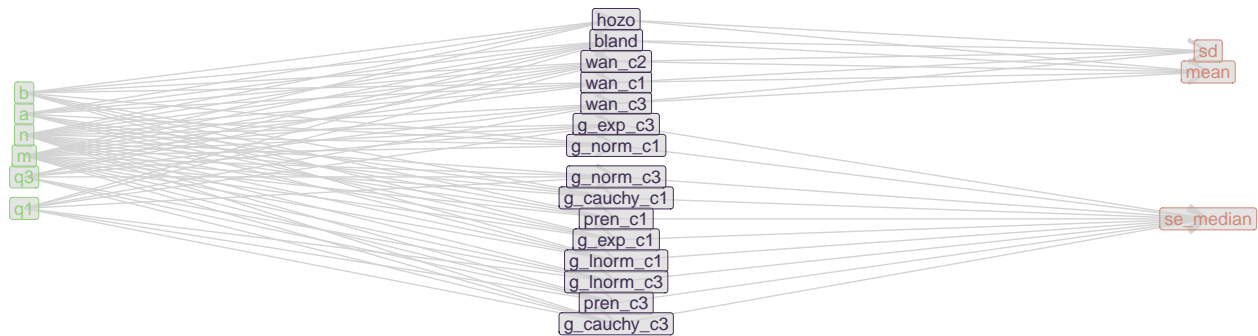 b
a
n
m
q3
q1
hozo
bland
wan_c2
wan_c1
wan_c3
g_exp_c3
g_norm_c1
g_norm_c3
g_cauchy_c1
pren_c1
g_exp_c1
g_lnorm_c1
g_lnorm_c3
pren_c3
g_cauchy_c3
sd
mean
se_median